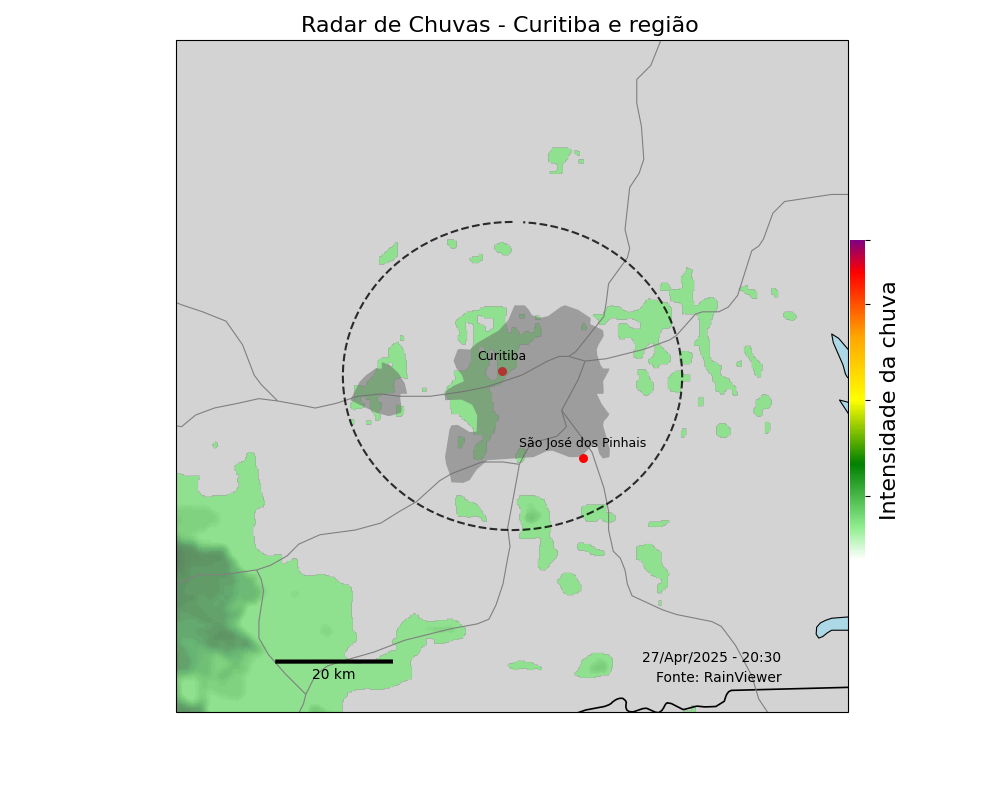 Radar de Chuvas - Curitiba e região
Curitiba
São José dos Pinhais
Intensidade da chuva
27/Apr/2025 - 20:30
20 km
Fonte: RainViewer